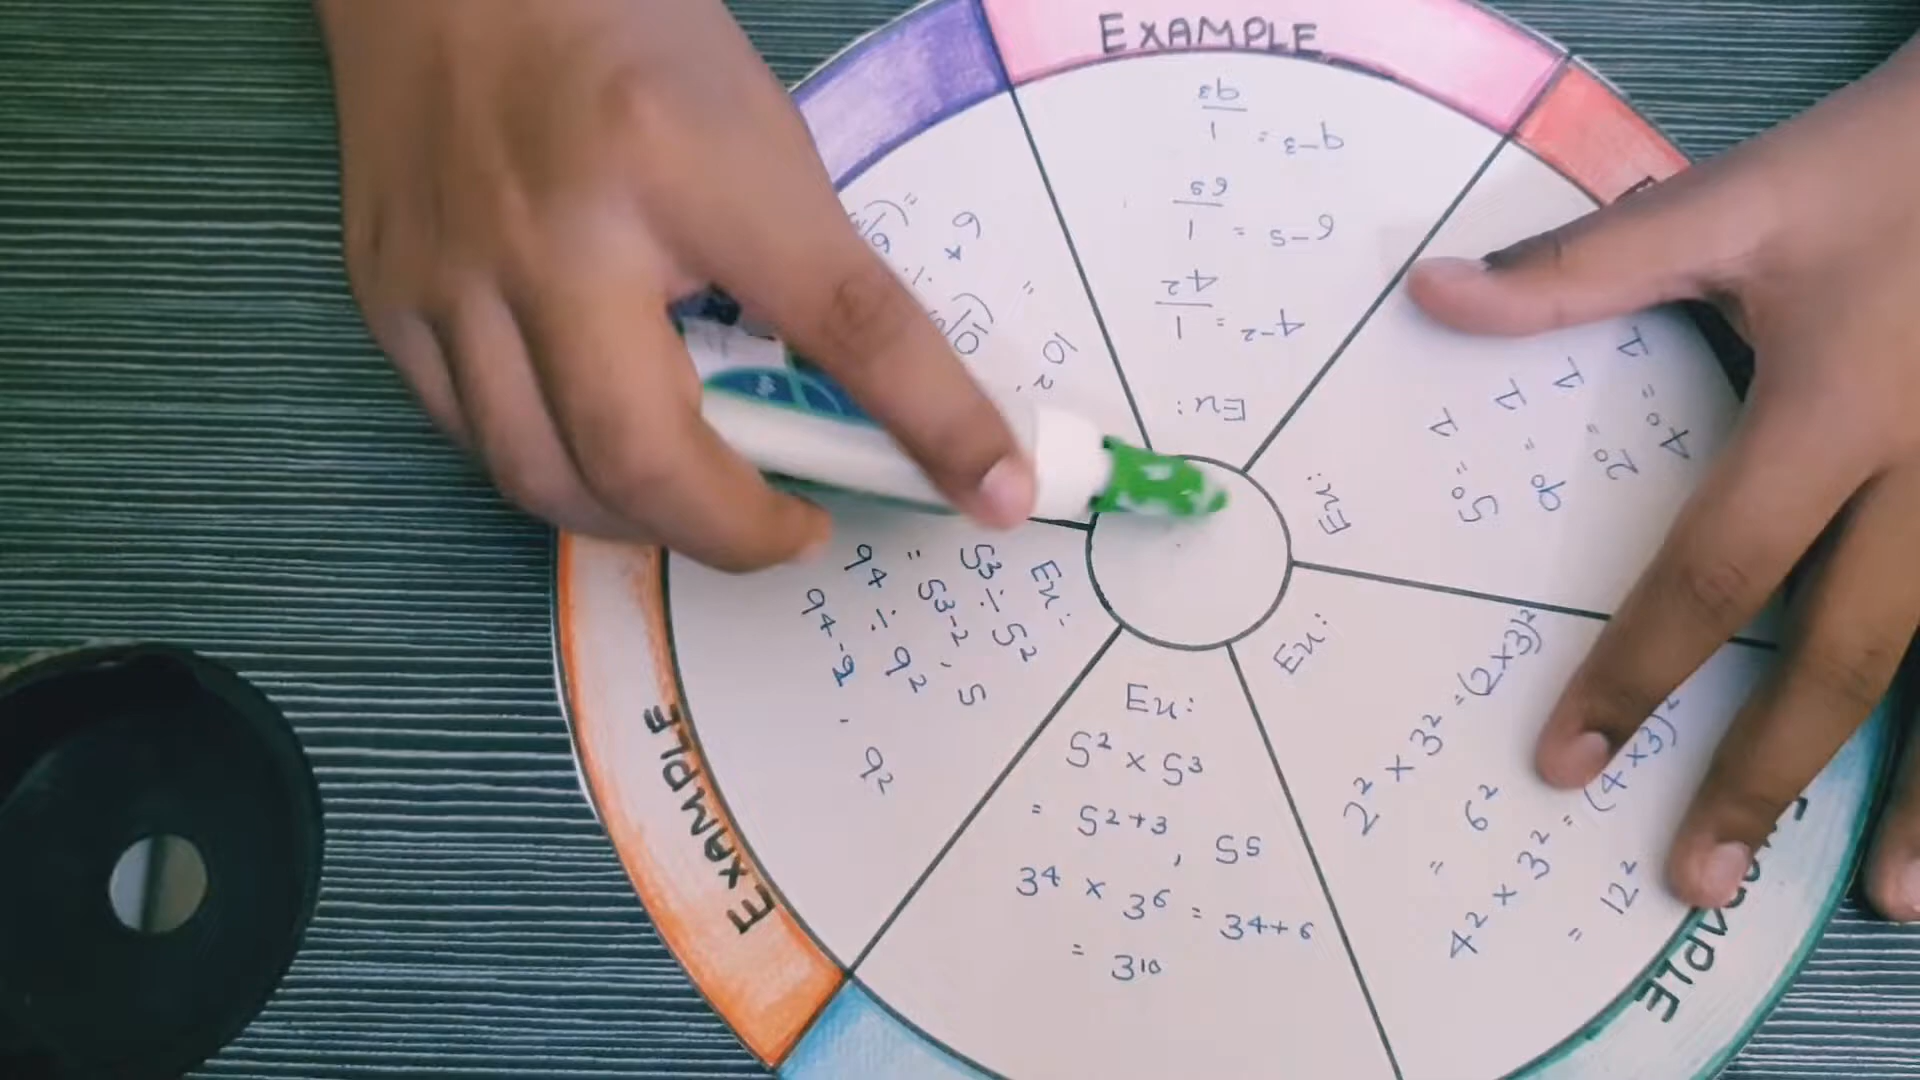 EXAMPLE
Ex:
4-2 = 1/42
6-5 = 1/65
9-3 = 1/93
Ex:
50 = 1
90 = 1
20 = 1
40 = 1
Ex:
2² × 3² = (2×3)²
= 6²
4² × 3² = (4×3)²
= 12²
EXAMPLE
Ex:
5² × 5³
= 5²⁺³, 55
3⁴ × 3⁶ = 34+6
= 310
Ex:
53 ÷ 52
= 53-2, 5
94 ÷ 92
94-2, 92
EXAMPLE
102